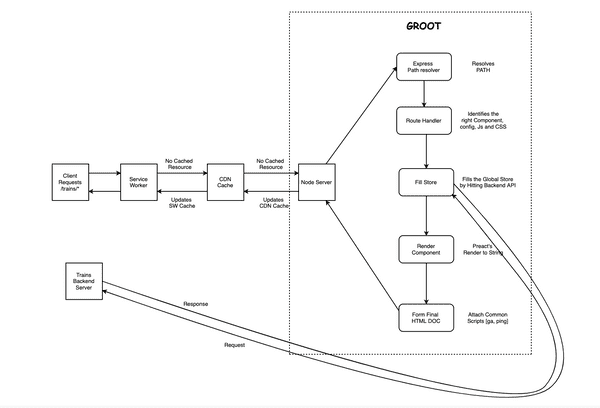 GROOT
Express
Path resolver
Resolves
PATH
Route Handler
Identifies the
right Component,
config, Js and CSS
Client
Requests
/trains/*
Service
Worker
No Cached
Resource
Updates
SW Cache
CDN
Cache
No Cached
Resource
Updates
CDN Cache
Node Server
Fill Store
Fills the Global Store
by Hitting Backend API
Render
Component
Preact's
Render to String
Trains
Backend
Server
Response
Request
Form Final
HTML DOC
Attach Common
Scripts [ga, ping]